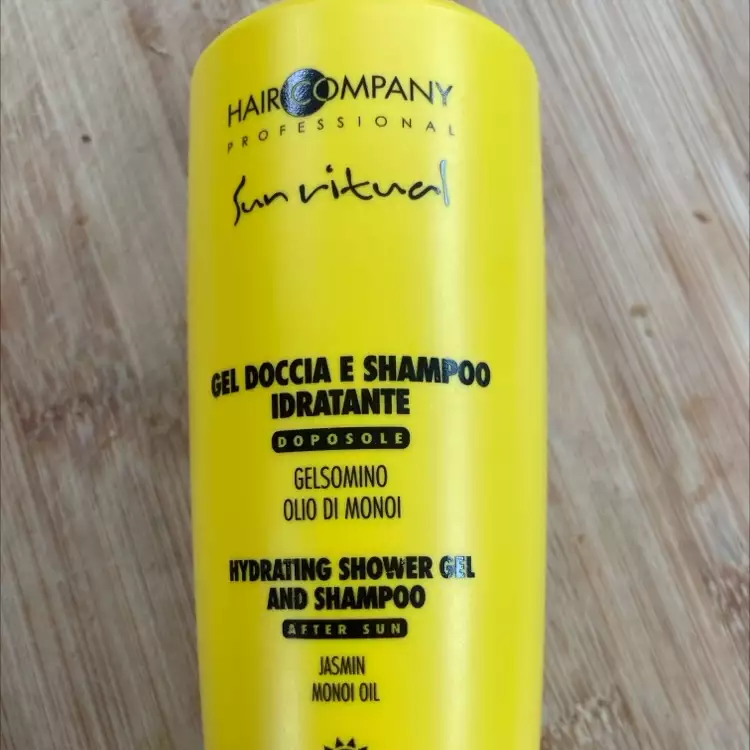 HAIR COMPANY
PROFESSIONAL
Sun ritual
GEL DOCCIA E SHAMPOO
IDRATANTE
DOPOSOLE
GELSOMINO
OLIO DI MONOI
HYDRATING SHOWER GEL
AND SHAMPOO
AFTER SUN
JASMIN
MONOI OIL